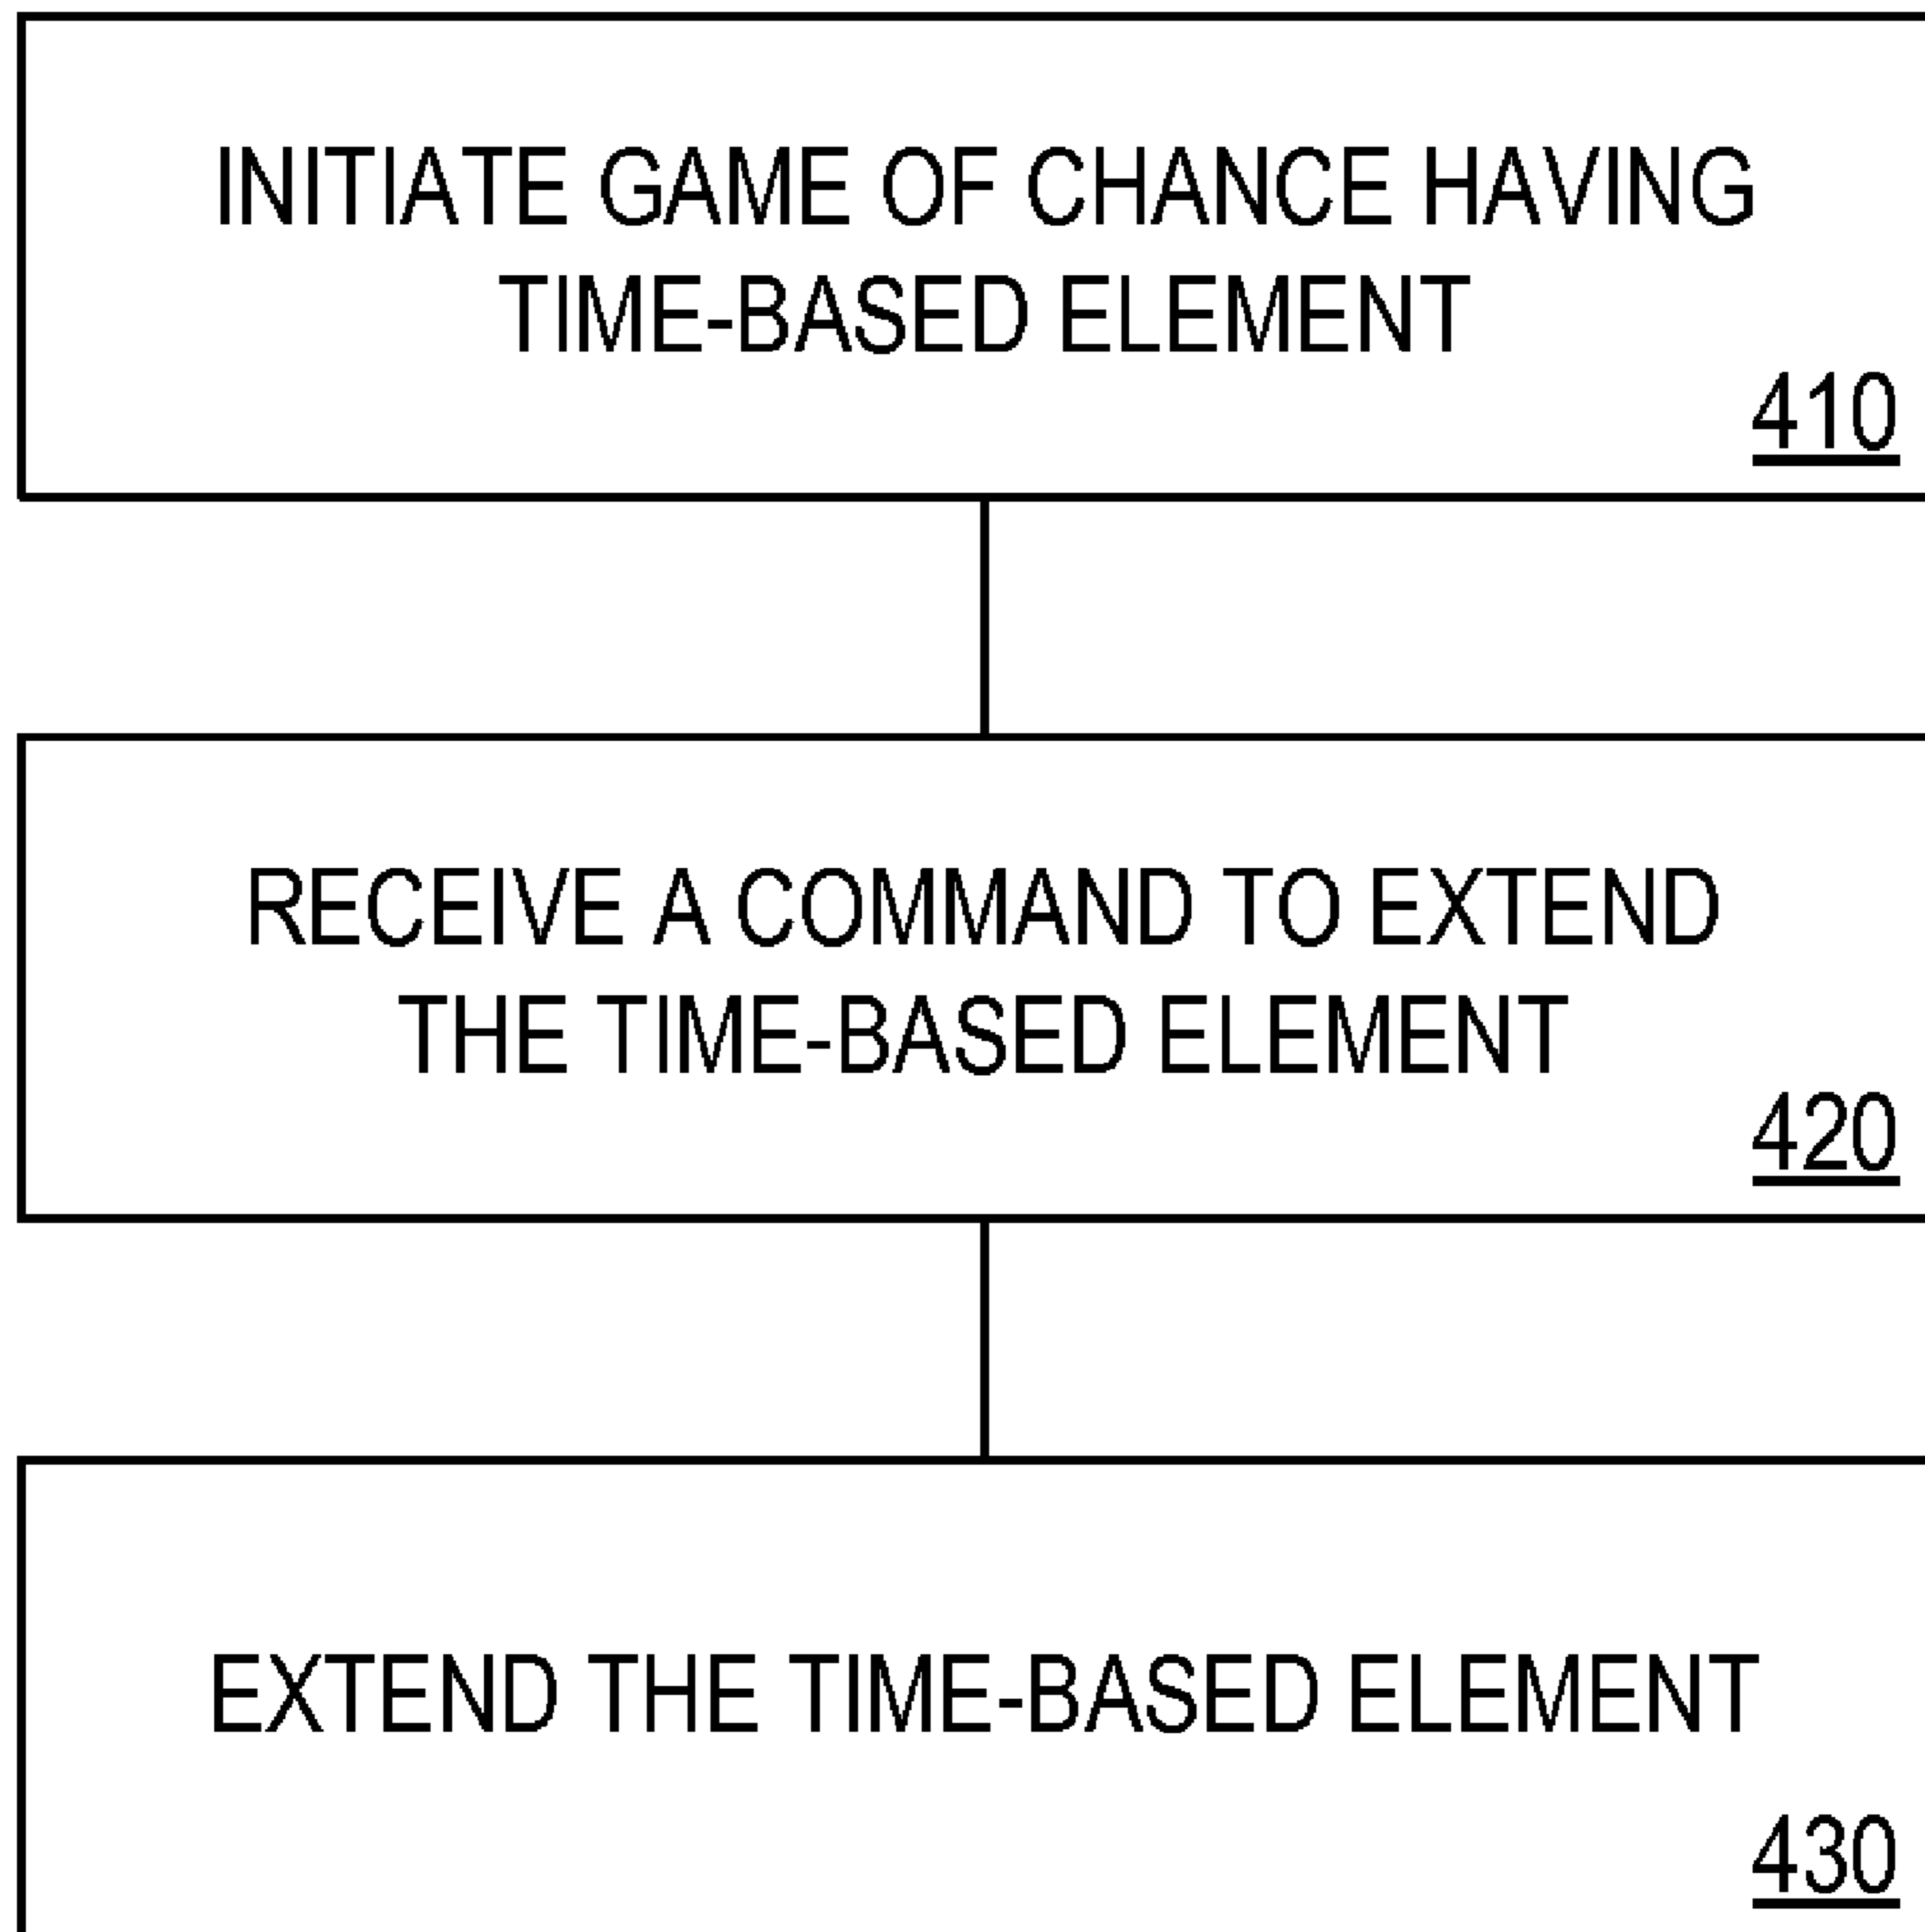 INITIATE GAME OF CHANCE HAVING
TIME-BASED ELEMENT
410
RECEIVE A COMMAND TO EXTEND
THE TIME-BASED ELEMENT
420
EXTEND THE TIME-BASED ELEMENT
430